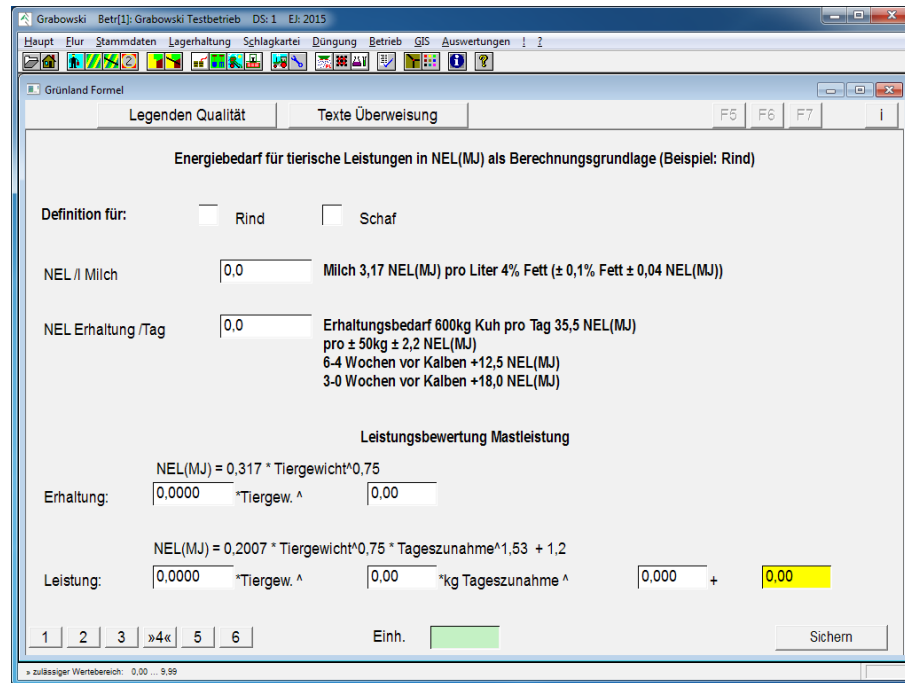 Grabowski Betr[1]: Grabowski Testbetrieb DS: 1 EJ: 2015
Haupt Flur Stammdaten Lagerhaltung Schlagkartei Düngung Betrieb GIS Auswertungen ! ?
Grünland Formel
Legenden Qualität Texte Überweisung F5 F6 F7 i
Energiebedarf für tierische Leistungen in NEL(MJ) als Berechnungsgrundlage (Beispiel: Rind)
Definition für: Rind Schaf
NEL /l Milch 0,0 Milch 3,17 NEL(MJ) pro Liter 4% Fett (± 0,1% Fett ± 0,04 NEL(MJ))
NEL Erhaltung /Tag 0,0 Erhaltungsbedarf 600kg Kuh pro Tag 35,5 NEL(MJ)
pro ± 50kg ± 2,2 NEL(MJ)
6-4 Wochen vor Kalben +12,5 NEL(MJ)
3-0 Wochen vor Kalben +18,0 NEL(MJ)
Leistungsbewertung Mastleistung
NEL(MJ) = 0,317 * Tiergewicht^0,75
Erhaltung: 0,0000 *Tiergew. ^ 0,00
NEL(MJ) = 0,2007 * Tiergewicht^0,75 * Tageszunahme^1,53 + 1,2
Leistung: 0,0000 *Tiergew. ^ 0,00 *kg Tageszunahme ^ 0,000 + 0,00
1 2 3 »4« 5 6 Einh. Sichern
» zulässiger Wertebereich: 0,00 ... 9,99